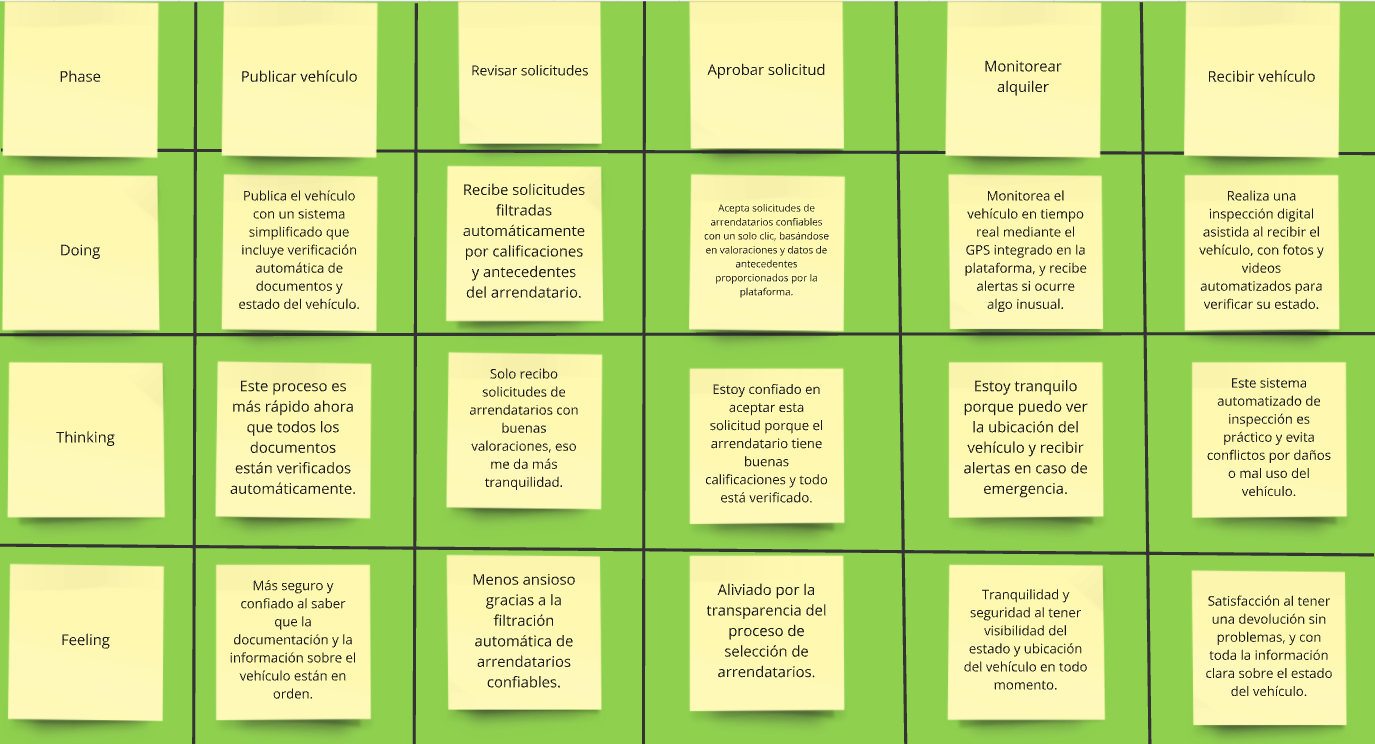 Phase
Publicar vehículo
Revisar solicitudes
Aprobar solicitud
Monitorear
alquiler
Recibir vehículo
Doing
Publica el vehículo
con un sistema
simplificado que
incluye verificación
automática de
documentos y
estado del vehículo.
Recibe solicitudes
filtradas
automáticamente
por calificaciones
y antecedentes
del arrendatario.
Acepta solicitudes de
arrendatarios confiables
con un solo clic, basándose
en valoraciones y datos de
antecedentes
proporcionados por la
plataforma.
Monitorea el
vehículo en tiempo
real mediante el
GPS integrado en la
plataforma, y recibe
alertas si ocurre
algo inusual.
Realiza una
inspección digital
asistida al recibir el
vehículo, con fotos y
videos
automatizados para
verificar su estado.
Thinking
Este proceso es
más rápido ahora
que todos los
documentos
están verificados
automáticamente.
Solo recibo
solicitudes de
arrendatarios con
buenas
valoraciones, eso
me da más
tranquilidad.
Estoy confiado en
aceptar esta
solicitud porque el
arrendatario tiene
buenas
calificaciones y todo
está verificado.
Estoy tranquilo
porque puedo ver
la ubicación del
vehículo y recibir
alertas en caso de
emergencia.
Este sistema
automatizado de
inspección es
práctico y evita
conflictos por daños
o mal uso del
vehículo.
Feeling
Más seguro y
confiado al saber
que la
documentación y la
información sobre el
vehículo están en
orden.
Menos ansioso
gracias a la
filtración
automática de
arrendatarios
confiables.
Aliviado por la
transparencia del
proceso de
selección de
arrendatarios.
Tranquilidad y
seguridad al tener
visibilidad del
estado y ubicación
del vehículo en todo
momento.
Satisfacción al tener
una devolución sin
problemas, y con
toda la información
clara sobre el estado
del vehículo.